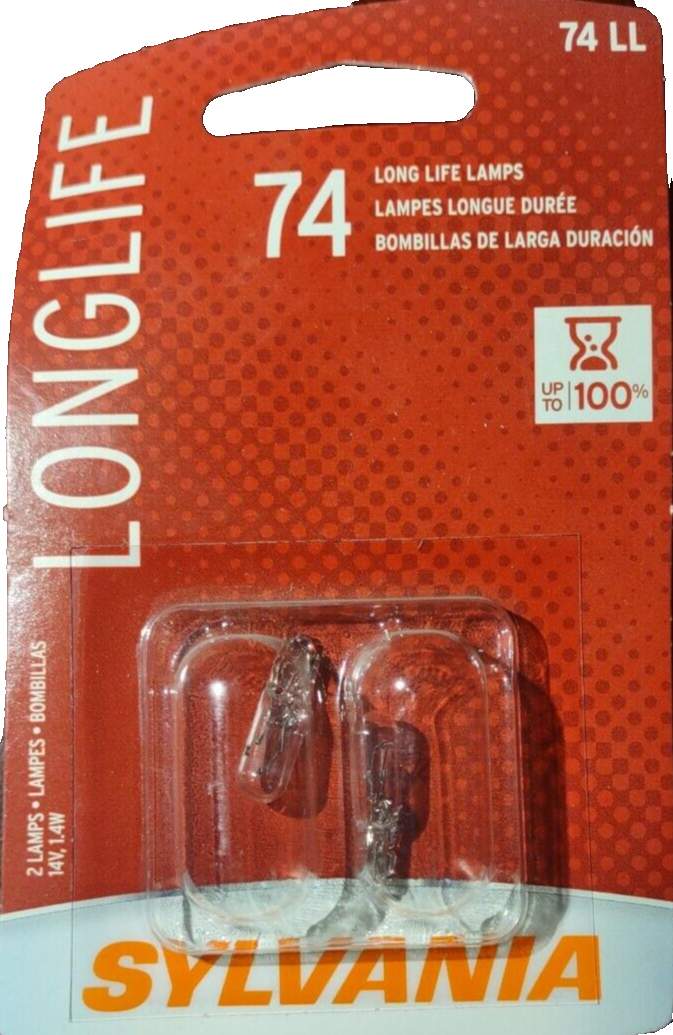 74 LL
LONGLIFE
74
LONG LIFE LAMPS
LAMPES LONGUE DURÉE
BOMBILLAS DE LARGA DURACIÓN
UP TO 100%
2 LAMPS • LAMPES • BOMBILLAS
14V, 1.4W
SYLVANIA